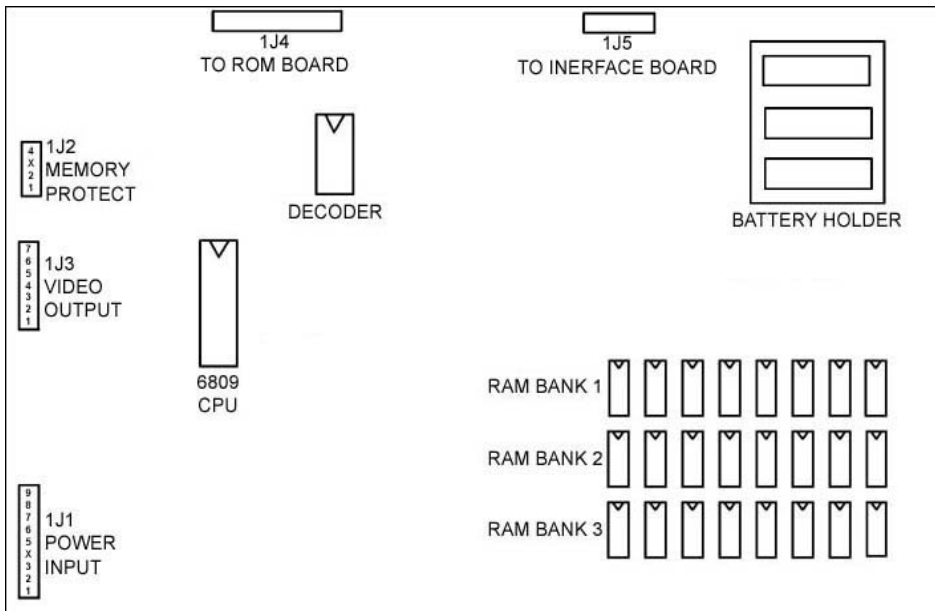 1J4
TO ROM BOARD
1J5
TO INERFACE BOARD
BATTERY HOLDER
4
X
2
1
1J2
MEMORY
PROTECT
DECODER
7
6
5
4
3
2
1
1J3
VIDEO
OUTPUT
6809
CPU
RAM BANK 1
RAM BANK 2
RAM BANK 3
9
8
7
6
5
X
3
2
1
1J1
POWER
INPUT